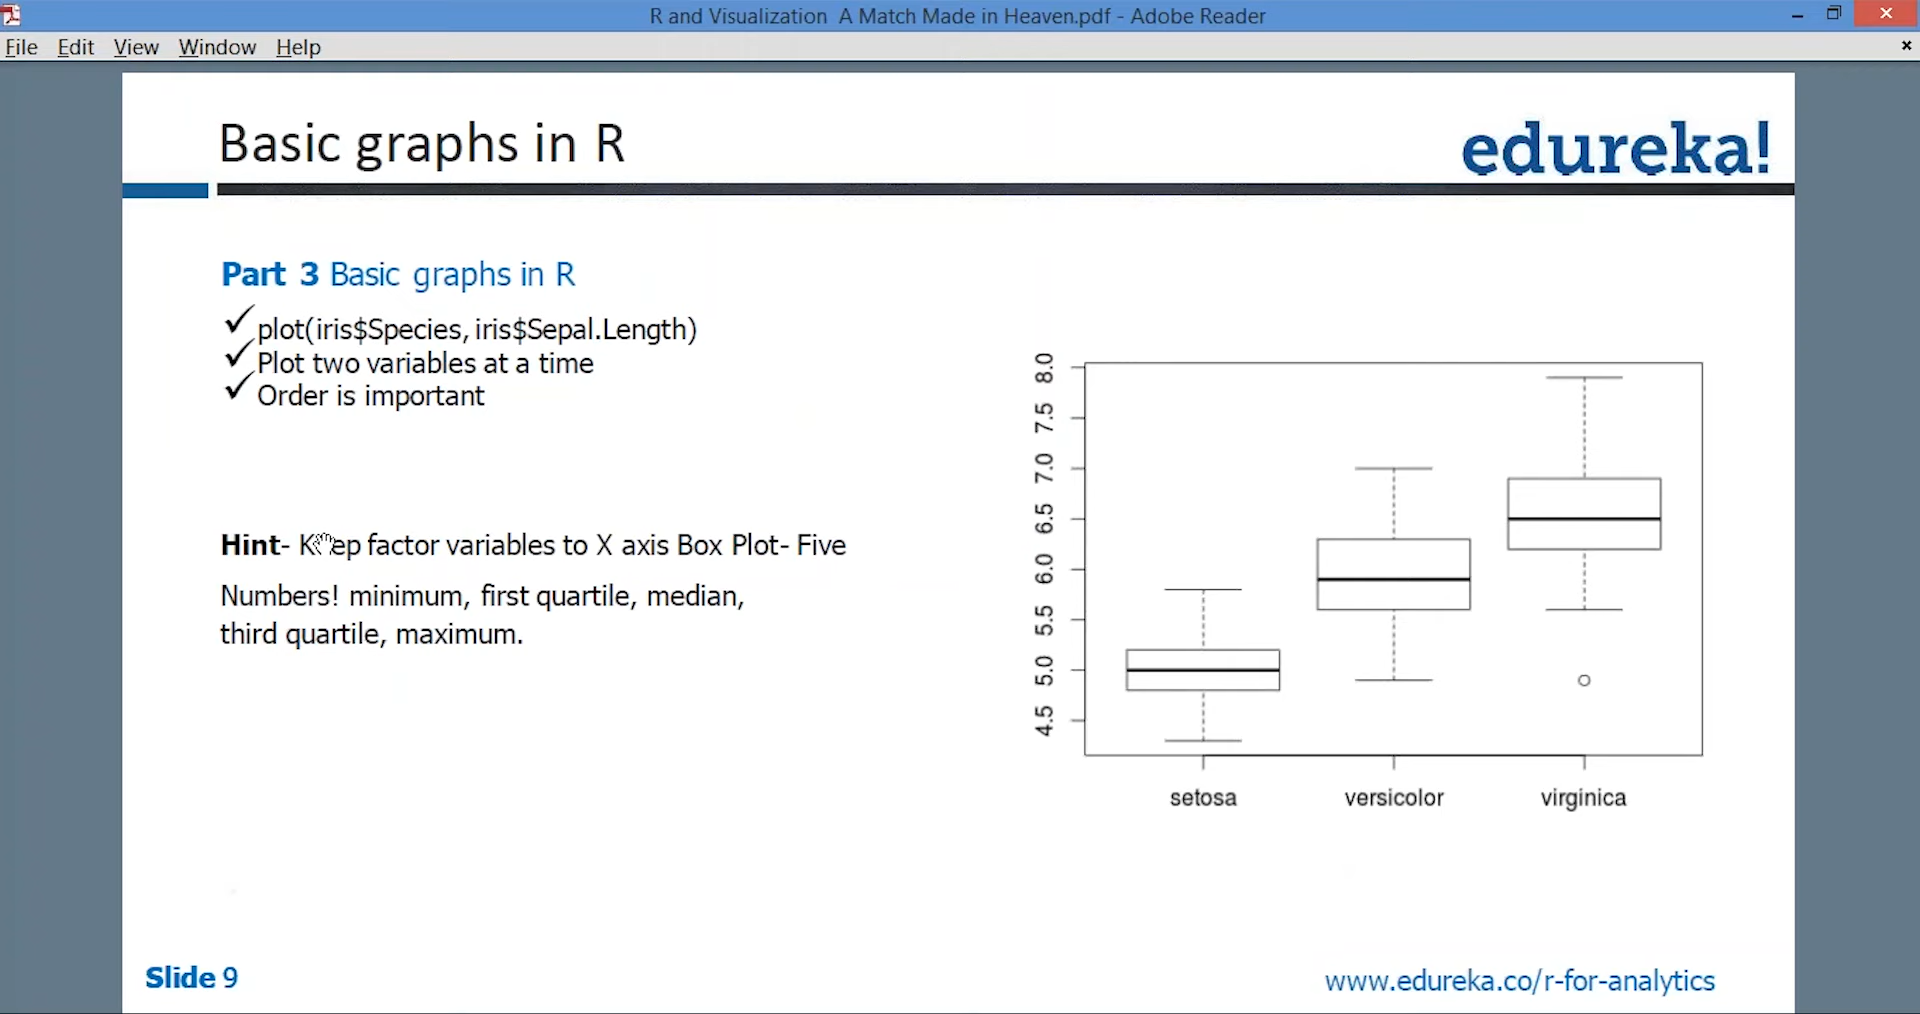 R and Visualization  A Match Made in Heaven.pdf - Adobe Reader
File Edit View Window Help
Basic graphs in R
edureka!
Part 3 Basic graphs in R
✓ plot(iris$Species, iris$Sepal.Length)
✓ Plot two variables at a time
✓ Order is important
Hint- Keep factor variables to X axis Box Plot- Five
Numbers! minimum, first quartile, median,
third quartile, maximum.
8.0
7.5
7.0
6.5
6.0
5.5
5.0
4.5
setosa versicolor virginica
Slide 9
www.edureka.co/r-for-analytics